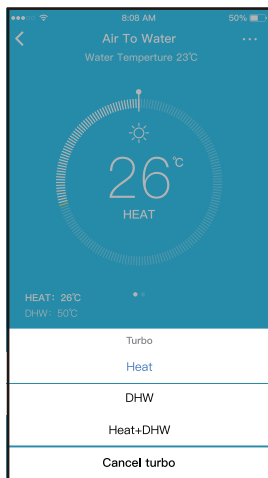 8:08 AM
50%
Air To Water
Water Temperture 23℃
26℃
HEAT
HEAT: 26℃
DHW: 50℃
Turbo
Heat
DHW
Heat+DHW
Cancel turbo